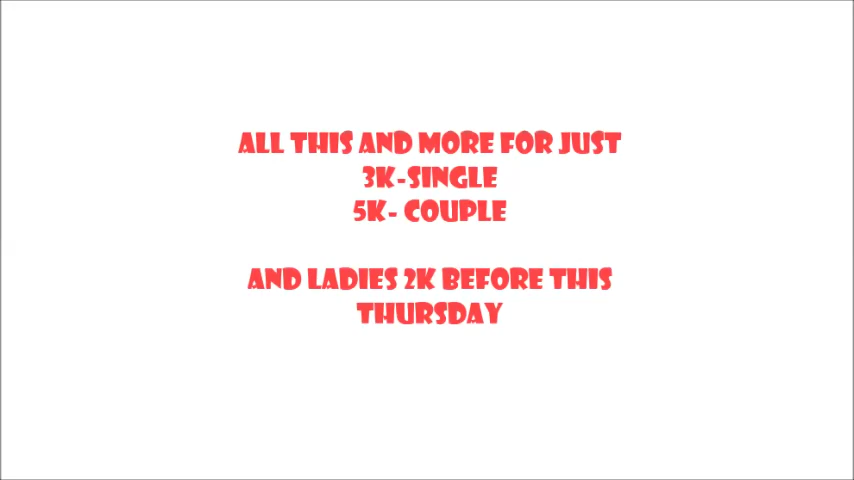 ALL THIS AND MORE FOR JUST
3K-SINGLE
5K- COUPLE
AND LADIES 2K BEFORE THIS
THURSDAY